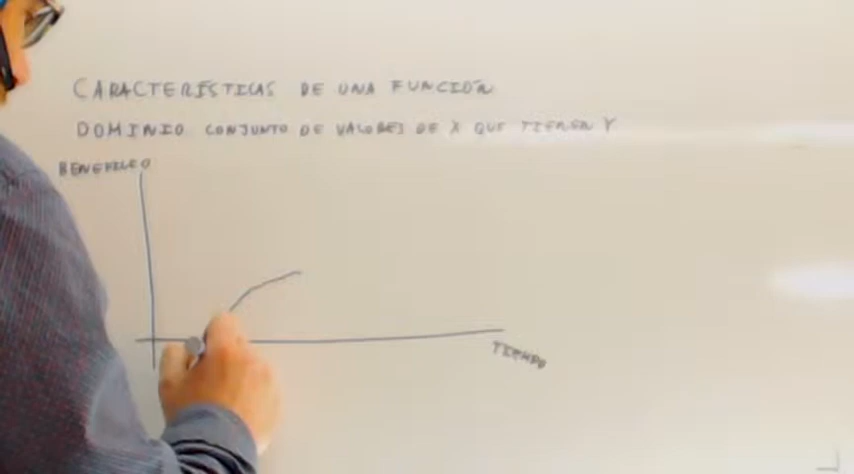 CARACTERÍSTICAS DE UNA FUNCIÓN
DOMINIO CONJUNTO DE VALORES DE X QUE TIENEN Y
BENEFICIO
TIEMPO